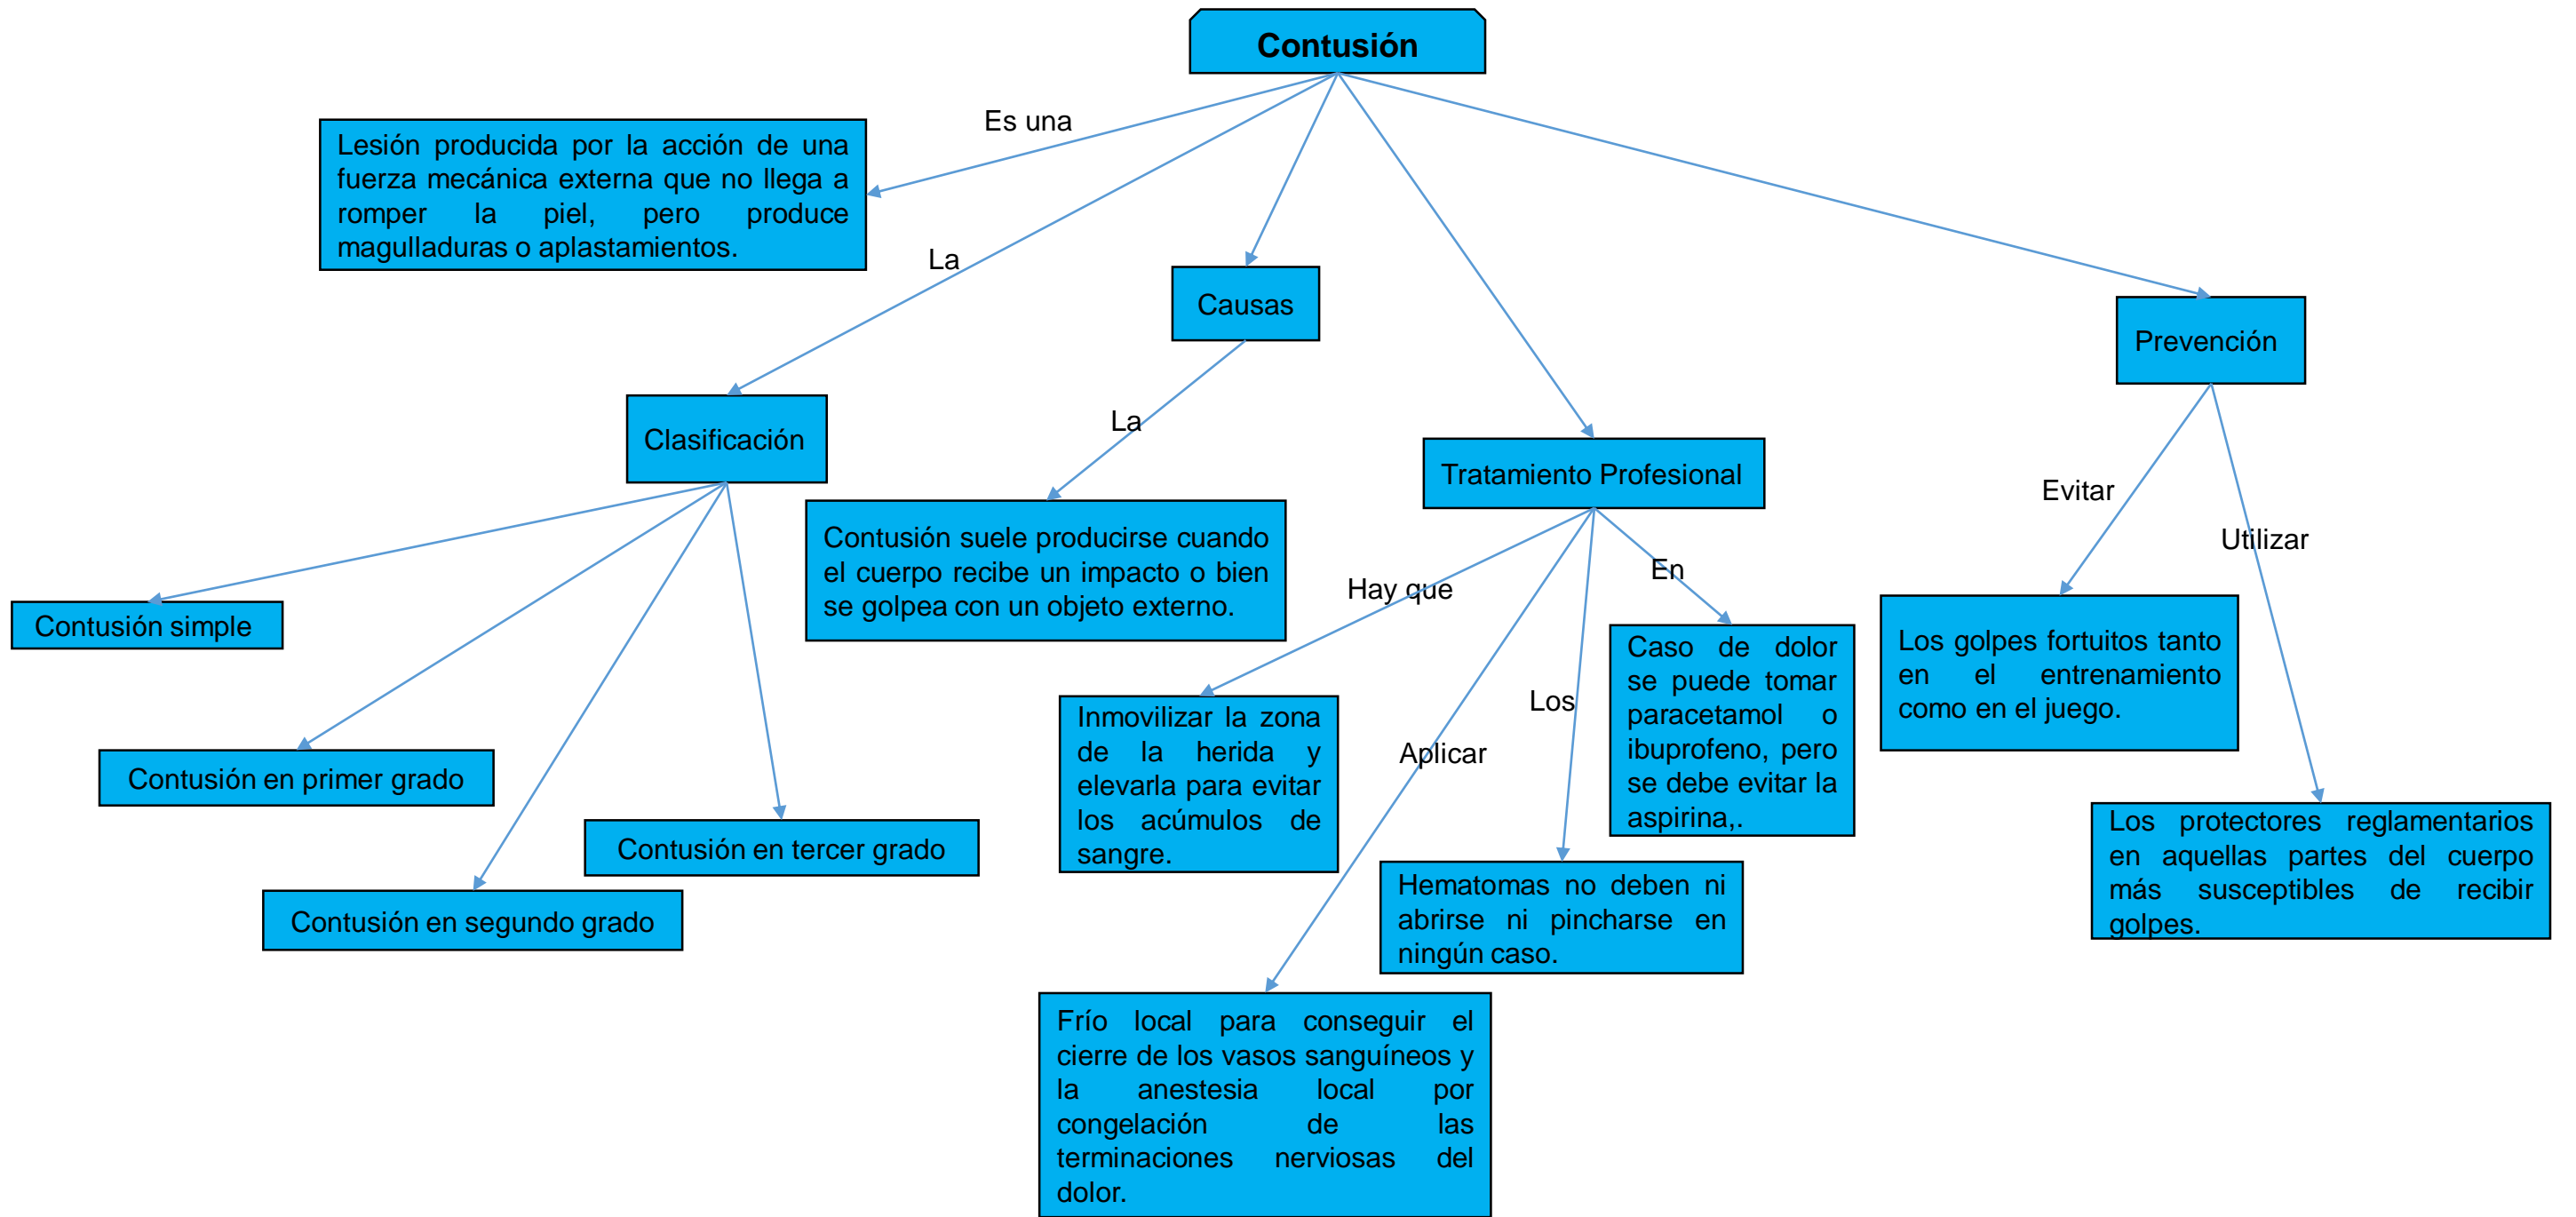 Contusión
Es una
Lesión producida por la acción de una
fuerza mecánica externa que no llega a
romper la piel, pero produce
magulladuras o aplastamientos.
La
Clasificación
Contusión simple
Contusión en primer grado
Contusión en segundo grado
Contusión en tercer grado
Causas
La
Contusión suele producirse cuando
el cuerpo recibe un impacto o bien
se golpea con un objeto externo.
Tratamiento Profesional
Hay que
Inmovilizar la zona
de la herida y
elevarla para evitar
los acúmulos de
sangre.
Aplicar
Frío local para conseguir el
cierre de los vasos sanguíneos y
la anestesia local por
congelación de las
terminaciones nerviosas del
dolor.
Los
Hematomas no deben ni
abrirse ni pincharse en
ningún caso.
En
Caso de dolor
se puede tomar
paracetamol o
ibuprofeno, pero
se debe evitar la
aspirina,.
Prevención
Evitar
Los golpes fortuitos tanto
en el entrenamiento
como en el juego.
Utilizar
Los protectores reglamentarios
en aquellas partes del cuerpo
más susceptibles de recibir
golpes.